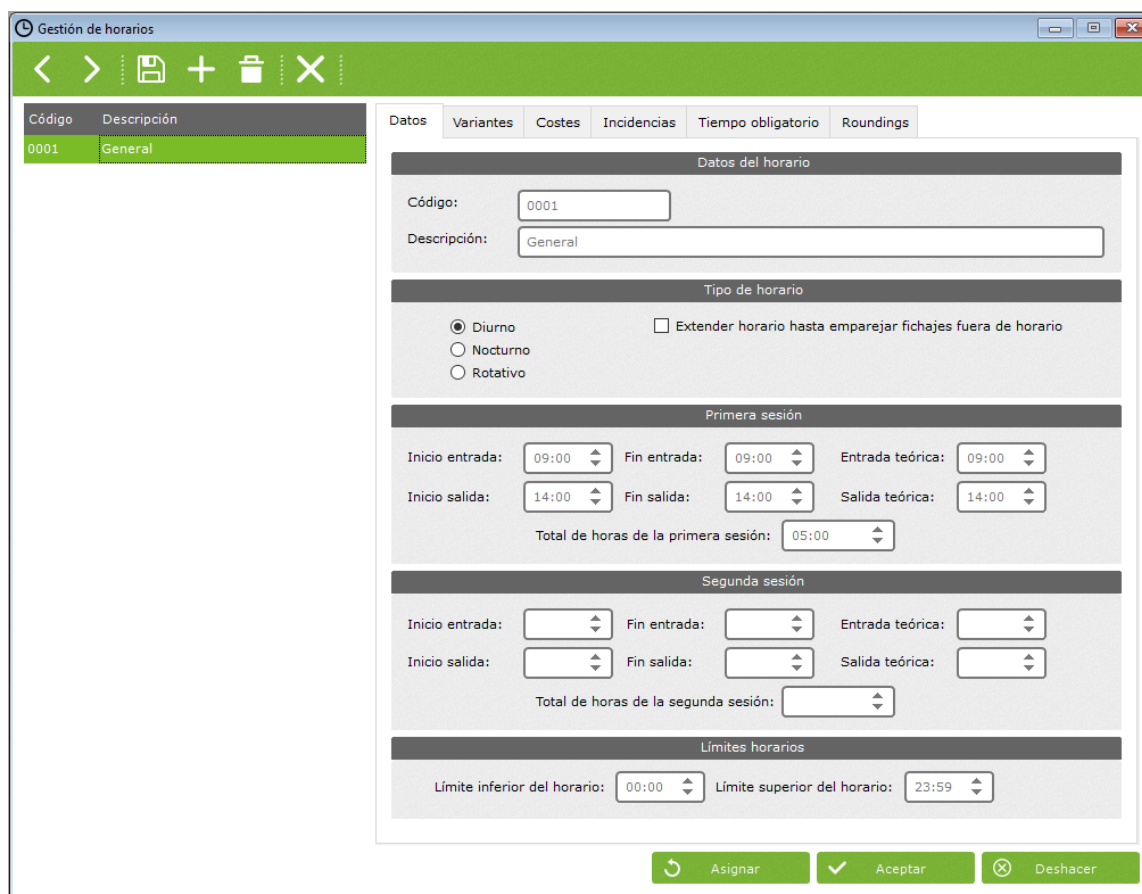 Gestión de horarios
Código Descripción
0001 General
Datos Variantes Costes Incidencias Tiempo obligatorio Roundings
Datos del horario
Código: 0001
Descripción: General
Tipo de horario
Diurno Extender horario hasta emparejar fichajes fuera de horario
Nocturno
Rotativo
Primera sesión
Inicio entrada: 09:00 Fin entrada: 09:00 Entrada teórica: 09:00
Inicio salida: 14:00 Fin salida: 14:00 Salida teórica: 14:00
Total de horas de la primera sesión: 05:00
Segunda sesión
Inicio entrada: Fin entrada: Entrada teórica:
Inicio salida: Fin salida: Salida teórica:
Total de horas de la segunda sesión:
Límites horarios
Límite inferior del horario: 00:00 Límite superior del horario: 23:59
Asignar Aceptar Deshacer